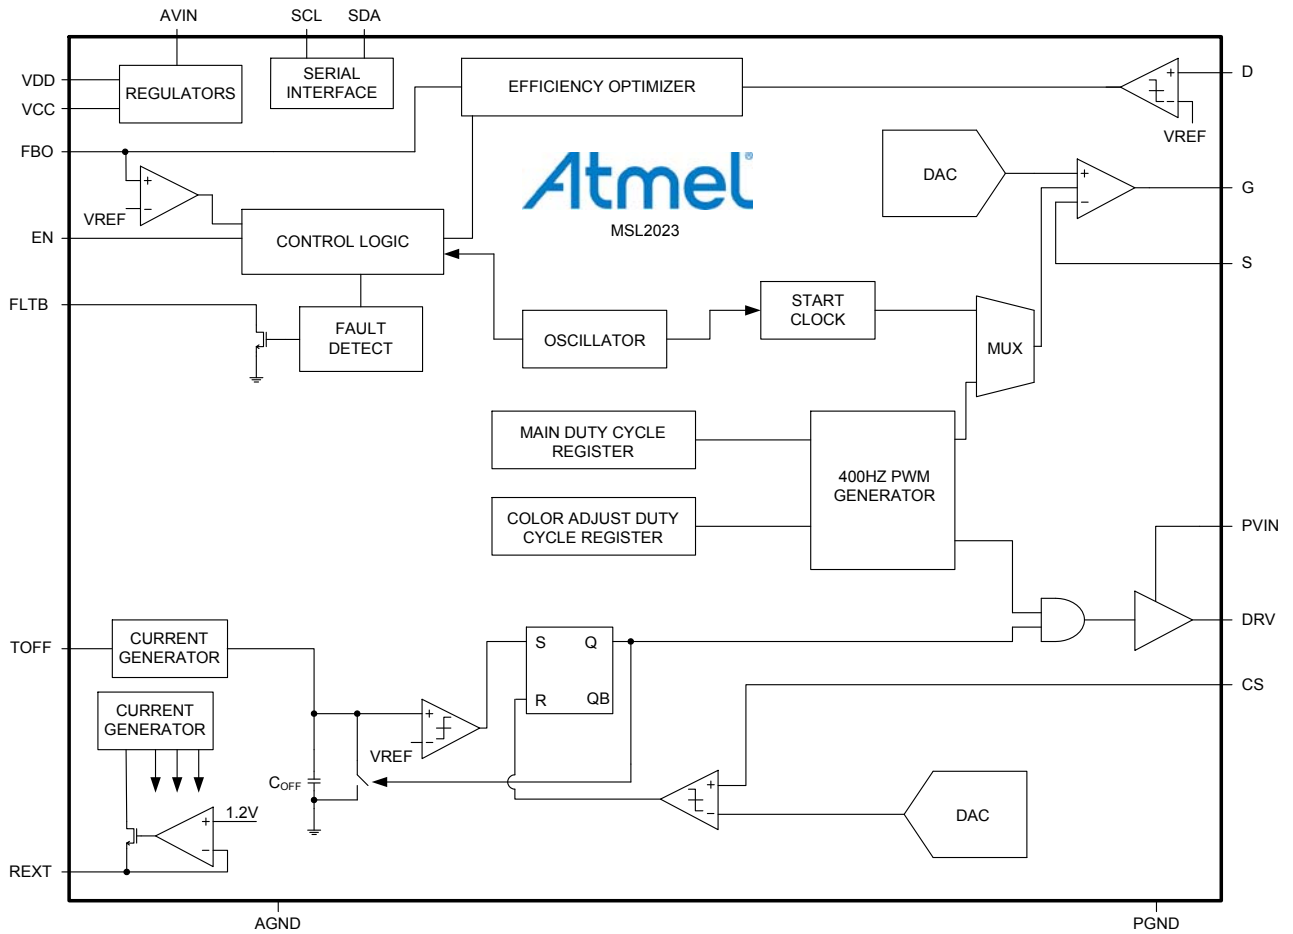 AVIN
SCL
SDA
VDD
VCC
REGULATORS
SERIAL
INTERFACE
EFFICIENCY OPTIMIZER
+
-
VREF
D
FBO
+
-
VREF
Atmel®
MSL2023
DAC
+
-
G
EN
CONTROL LOGIC
S
FLTB
FAULT
DETECT
OSCILLATOR
START
CLOCK
MUX
MAIN DUTY CYCLE
REGISTER
COLOR ADJUST DUTY
CYCLE REGISTER
400HZ PWM
GENERATOR
PVIN
DRV
TOFF
CURRENT
GENERATOR
S
Q
R
QB
CS
CURRENT
GENERATOR
+
-
VREF
COFF
+
-
DAC
1.2V
+
-
REXT
AGND
PGND